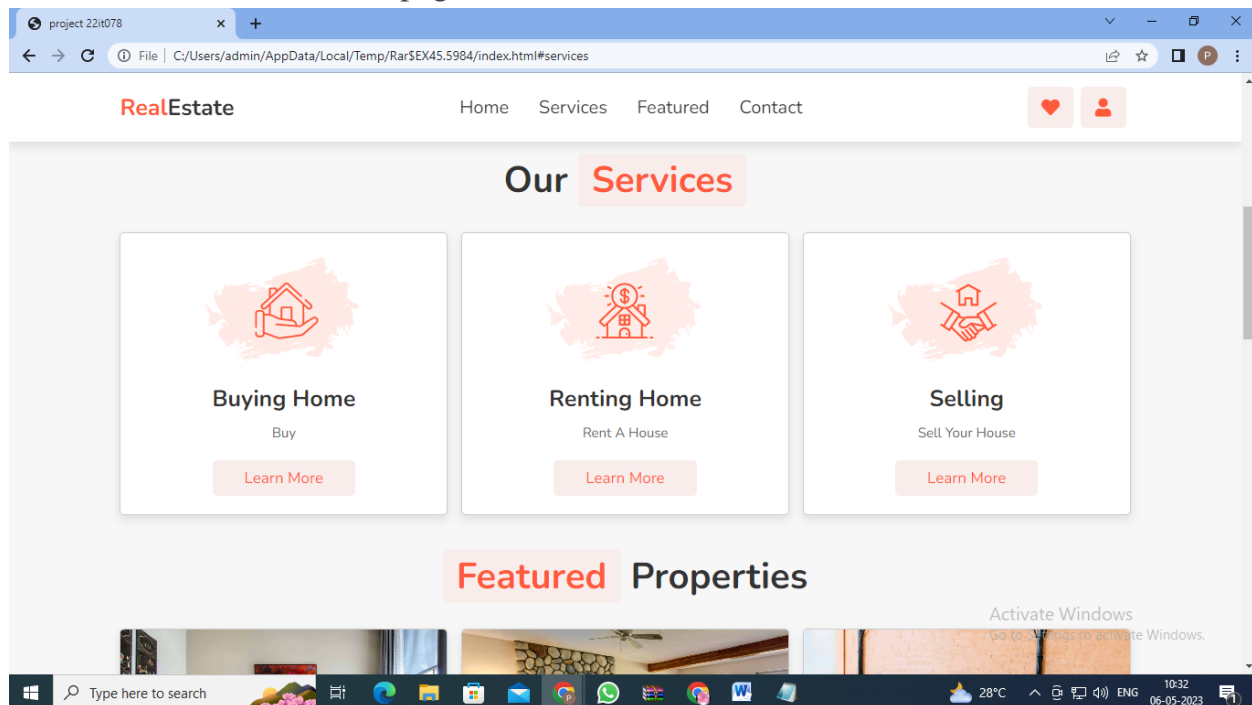 project 22it078
File | C:/Users/admin/AppData/Local/Temp/Rar$EX45.5984/index.html#services
P
RealEstate Home Services Featured Contact
Our Services
Buying Home Renting Home Selling
Buy Rent A House Sell Your House
Learn More Learn More Learn More
Featured Properties
Activate Windows
Go to Settings to activate Windows.
Type here to search 28°C ENG 10:32
06-05-2023